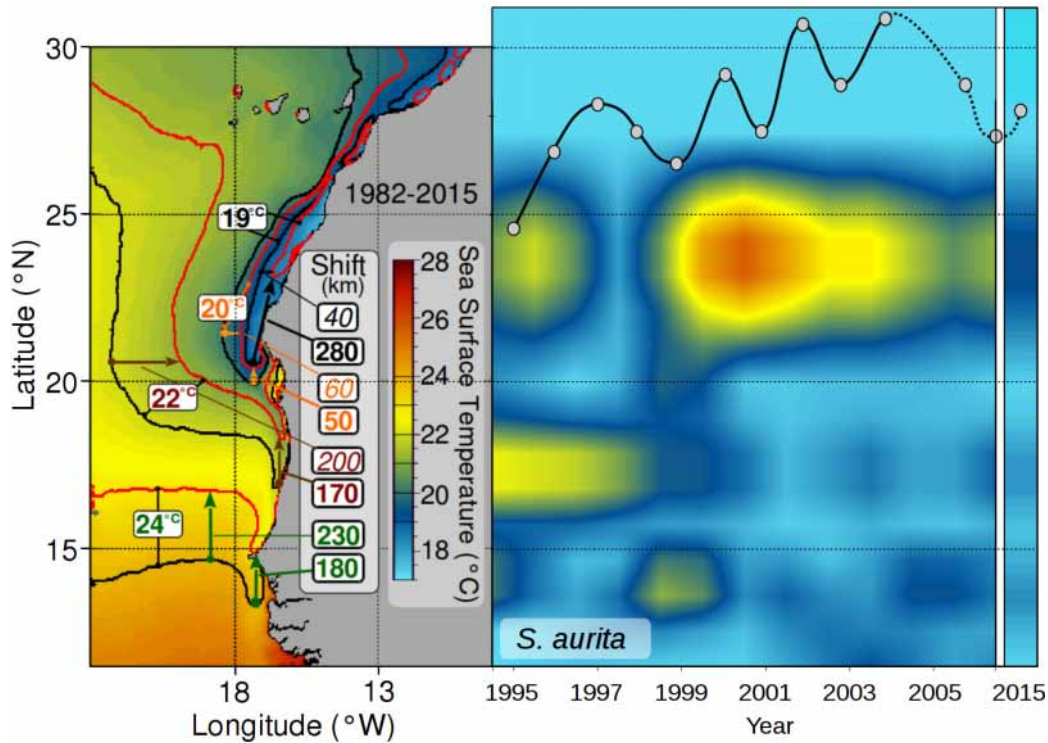 30
25
20
15
Latitude (°N)
18
13
Longitude (°W)
1982-2015
19°C
20°C
22°C
24°C
Shift
(km)
40
280
60
50
200
170
230
180
28
26
24
22
20
18
Sea Surface Temperature (°C)
S. aurita
1995
1997
1999
2001
2003
2005
2015
Year